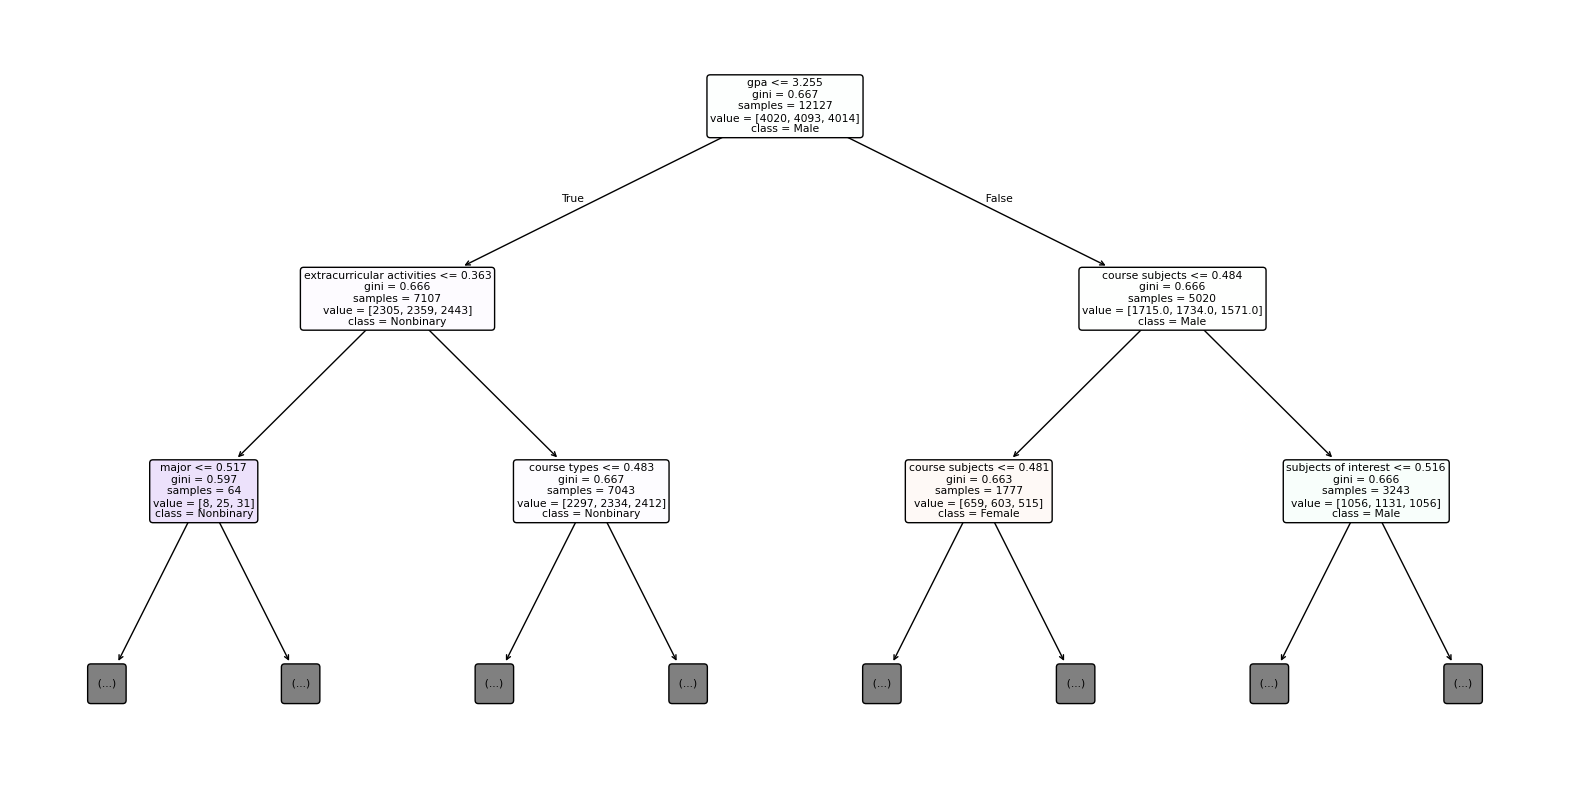 gpa <= 3.255
gini = 0.667
samples = 12127
value = [4020, 4093, 4014]
class = Male
True
False
extracurricular activities <= 0.363
gini = 0.666
samples = 7107
value = [2305, 2359, 2443]
class = Nonbinary
course subjects <= 0.484
gini = 0.666
samples = 5020
value = [1715.0, 1734.0, 1571.0]
class = Male
major <= 0.517
gini = 0.597
samples = 64
value = [8, 25, 31]
class = Nonbinary
course types <= 0.483
gini = 0.667
samples = 7043
value = [2297, 2334, 2412]
class = Nonbinary
course subjects <= 0.481
gini = 0.663
samples = 1777
value = [659, 603, 515]
class = Female
subjects of interest <= 0.516
gini = 0.666
samples = 3243
value = [1056, 1131, 1056]
class = Male
(...)
(...)
(...)
(...)
(...)
(...)
(...)
(...)